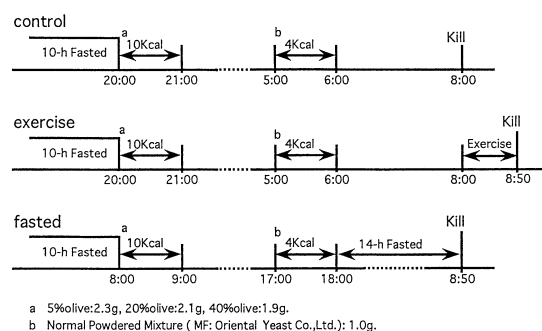 control
a
b
Kill
10-h Fasted
10Kcal
4Kcal
20:00
21:00
5:00
6:00
8:00
exercise
a
b
Kill
10-h Fasted
10Kcal
4Kcal
Exercise
20:00
21:00
5:00
6:00
8:00
8:50
fasted
a
b
Kill
10-h Fasted
10Kcal
4Kcal
14-h Fasted
8:00
9:00
17:00
18:00
8:50
a 5%olive:2.3g, 20%olive:2.1g, 40%olive:1.9g.
b Normal Powdered Mixture ( MF: Oriental Yeast Co.,Ltd.): 1.0g.